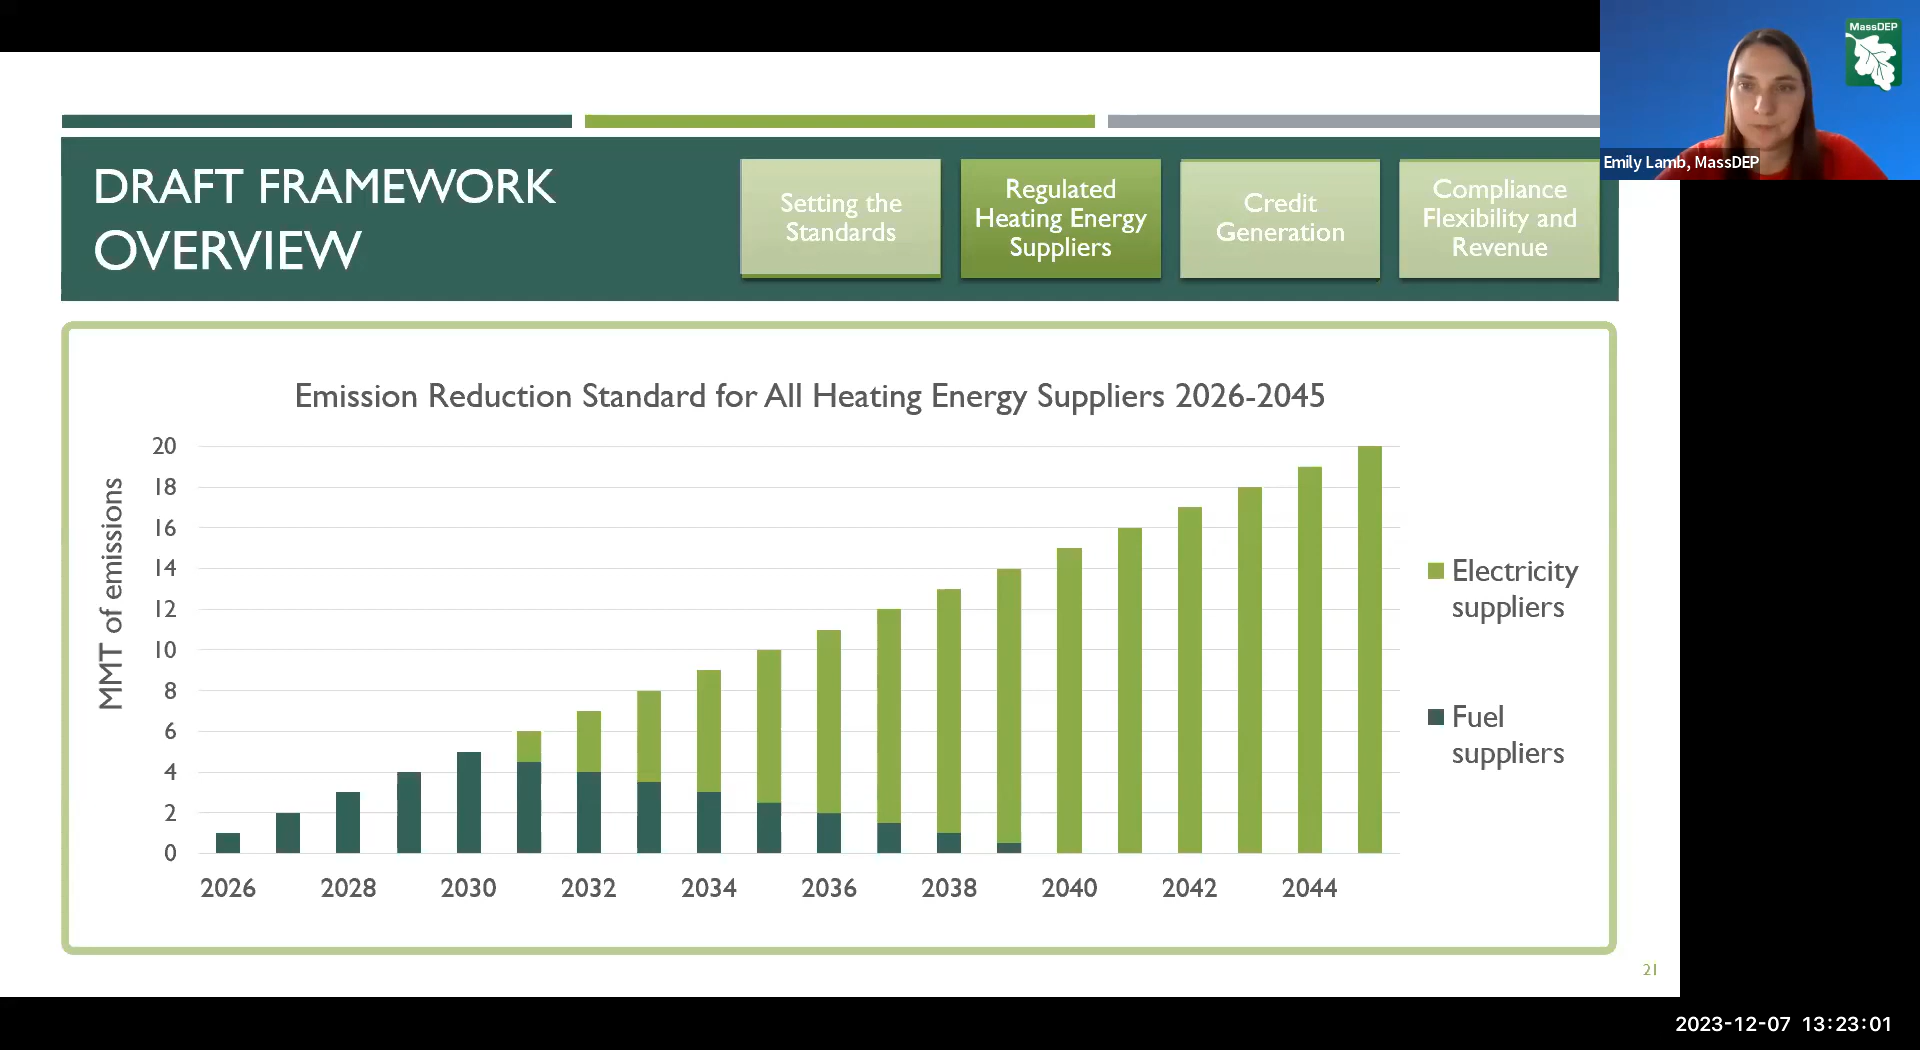 MassDEP
Emily Lamb, MassDEP
DRAFT FRAMEWORK
OVERVIEW
Setting the
Standards
Regulated
Heating Energy
Suppliers
Credit
Generation
Compliance
Flexibility and
Revenue
Emission Reduction Standard for All Heating Energy Suppliers 2026-2045
MMT of emissions
20
18
16
14
12
10
8
6
4
2
0
2026
2028
2030
2032
2034
2036
2038
2040
2042
2044
Electricity
suppliers
Fuel
suppliers
21
2023-12-07 13:23:01